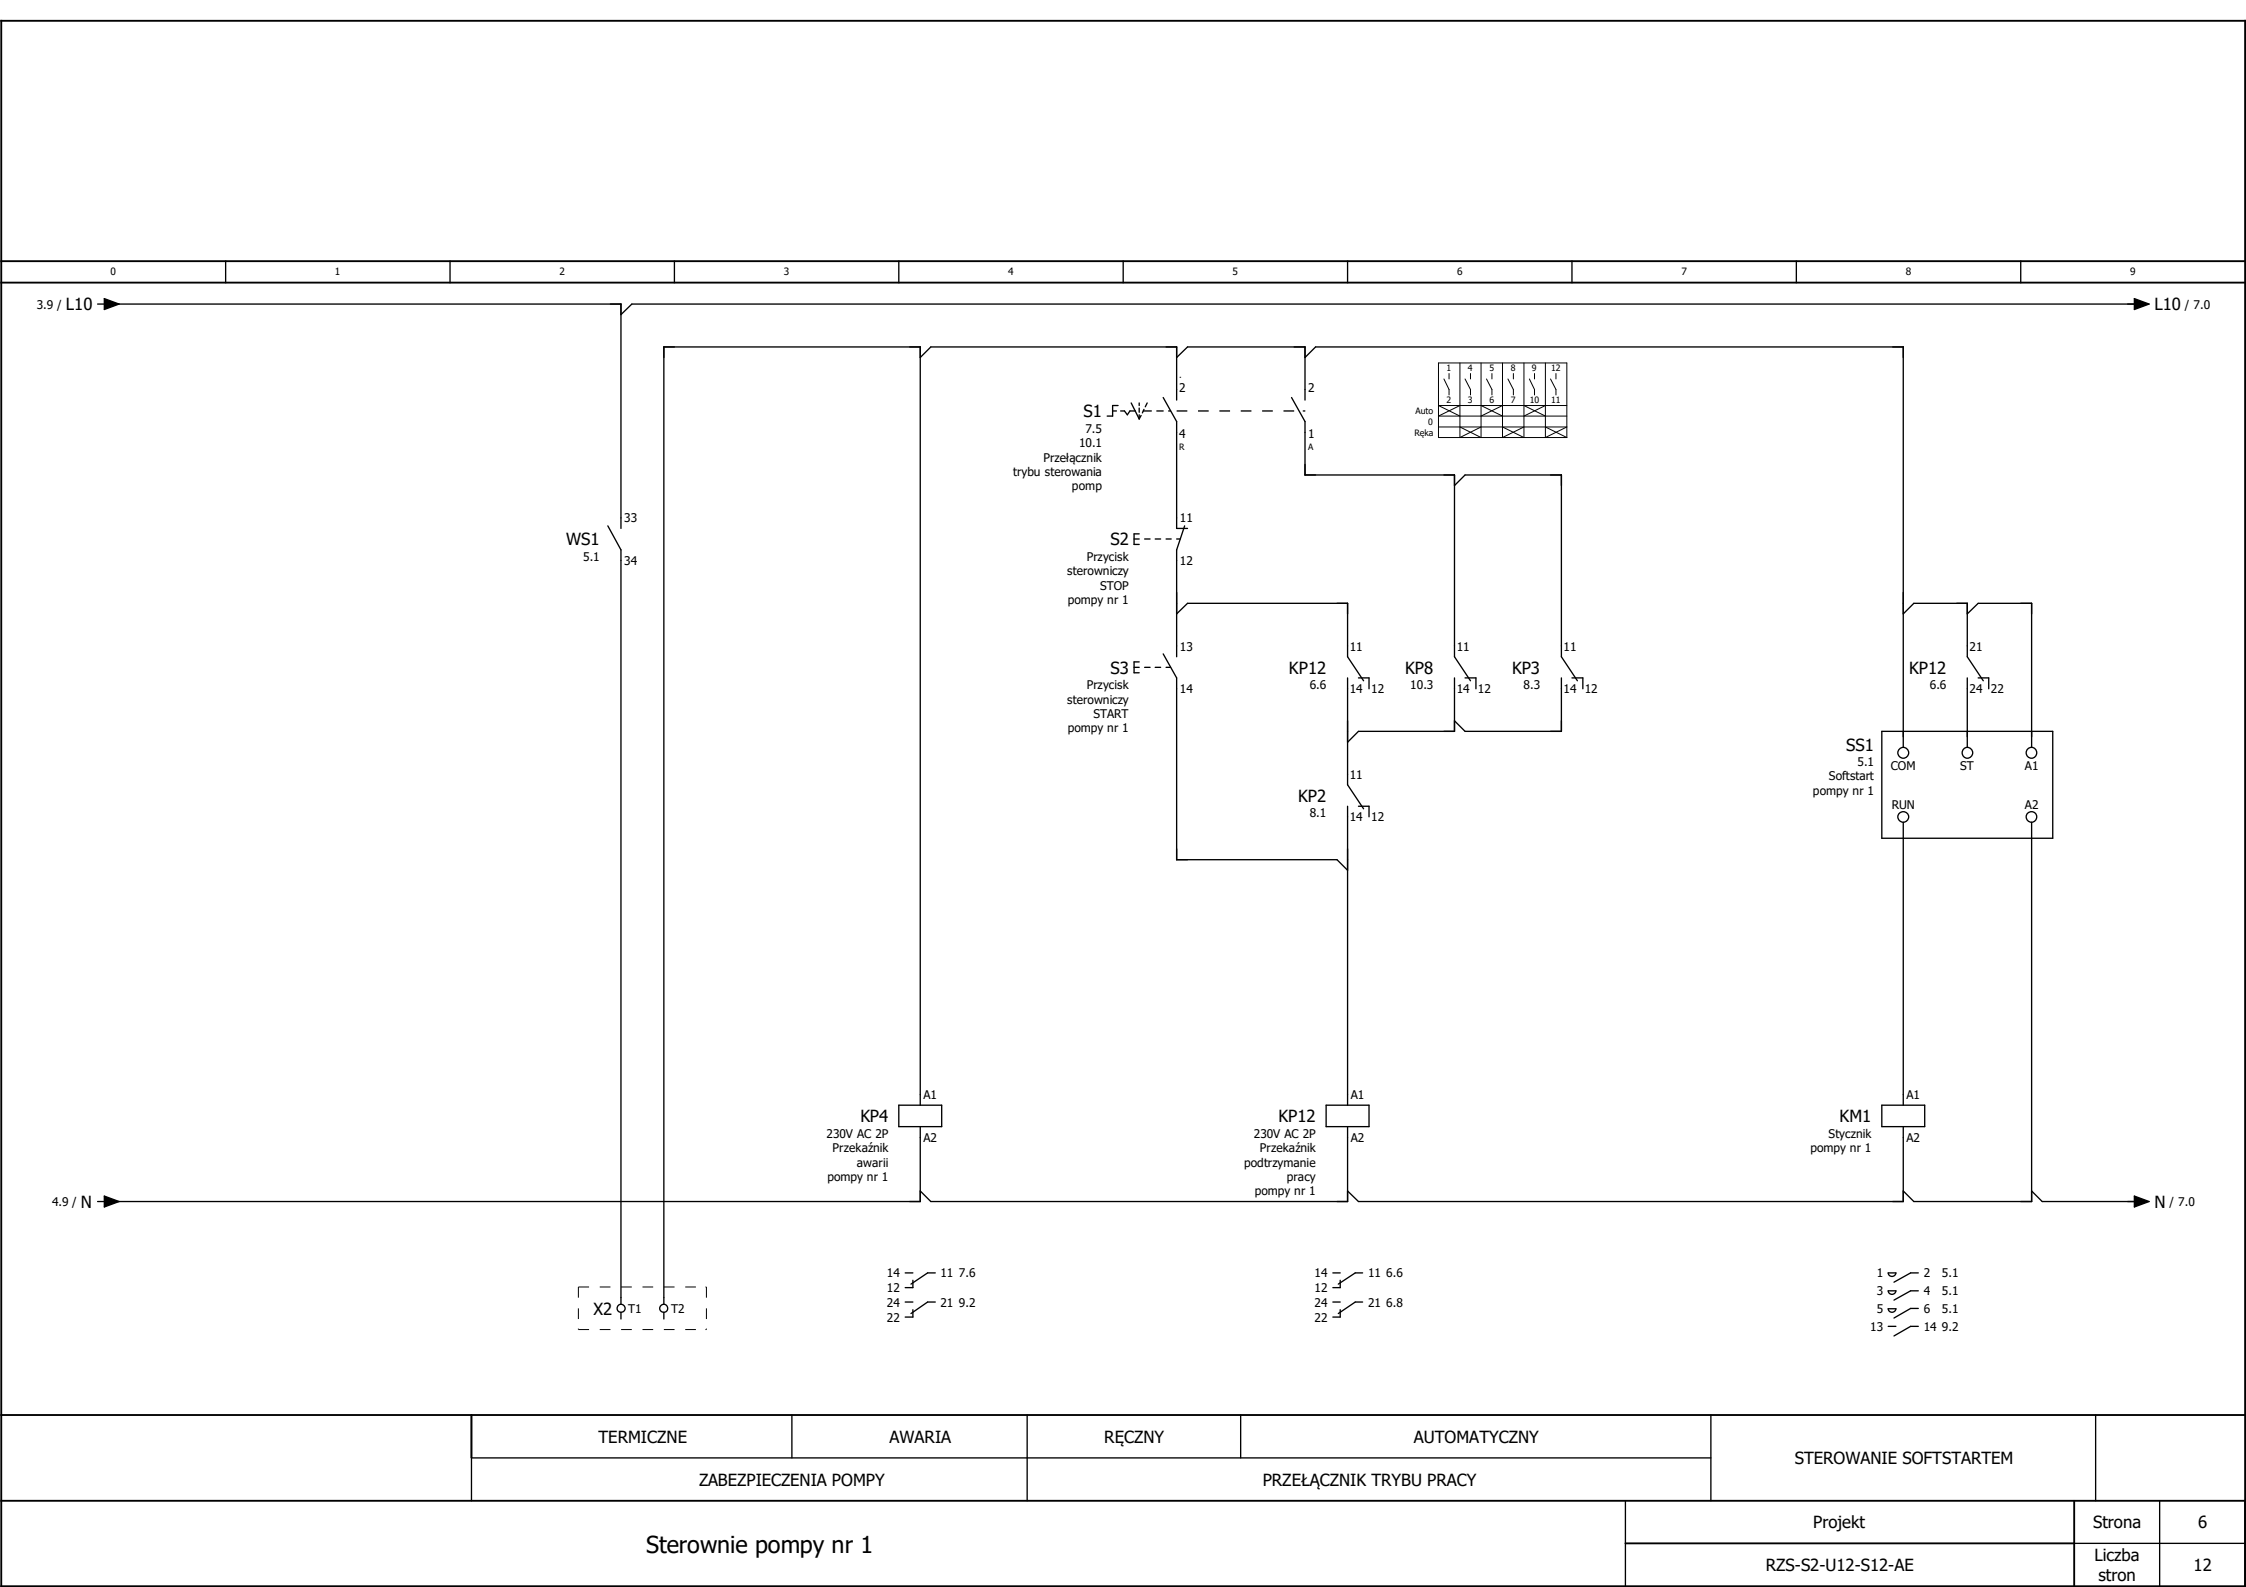 0 1 2 3 4 5 6 7 8 9
3.9 / L10
L10 / 7.0
1 4 5 8 9 12
2 3 6 7 10 11
Auto
0
Ręka
2
2
S1
7.5
10.1
Przełącznik
trybu sterowania
pomp
4
R
1
A
33
WS1
5.1
34
11
S2
Przycisk
sterowniczy
STOP
pompy nr 1
12
13
S3
Przycisk
sterowniczy
START
pompy nr 1
14
11
KP12
6.6
14 12
11
KP8
10.3
14 12
11
KP3
8.3
14 12
21
KP12
6.6
24 22
11
KP2
8.1
14 12
SS1
5.1
Softstart
pompy nr 1
COM ST A1
RUN A2
A1
KP4
230V AC 2P
Przekaźnik
awarii
pompy nr 1
A2
A1
KP12
230V AC 2P
Przekaźnik
podtrzymanie
pracy
pompy nr 1
A2
A1
KM1
Stycznik
pompy nr 1
A2
4.9 / N
N / 7.0
X2 T1 T2
14 11 7.6
12
24 21 9.2
22
14 11 6.6
12
24 21 6.8
22
1 2 5.1
3 4 5.1
5 6 5.1
13 14 9.2
TERMICZNE AWARIA RĘCZNY AUTOMATYCZNY
STEROWANIE SOFTSTARTEM
ZABEZPIECZENIA POMPY PRZEŁĄCZNIK TRYBU PRACY
Sterownie pompy nr 1
Projekt
Strona 6
RZS-S2-U12-S12-AE
Liczba
stron
12